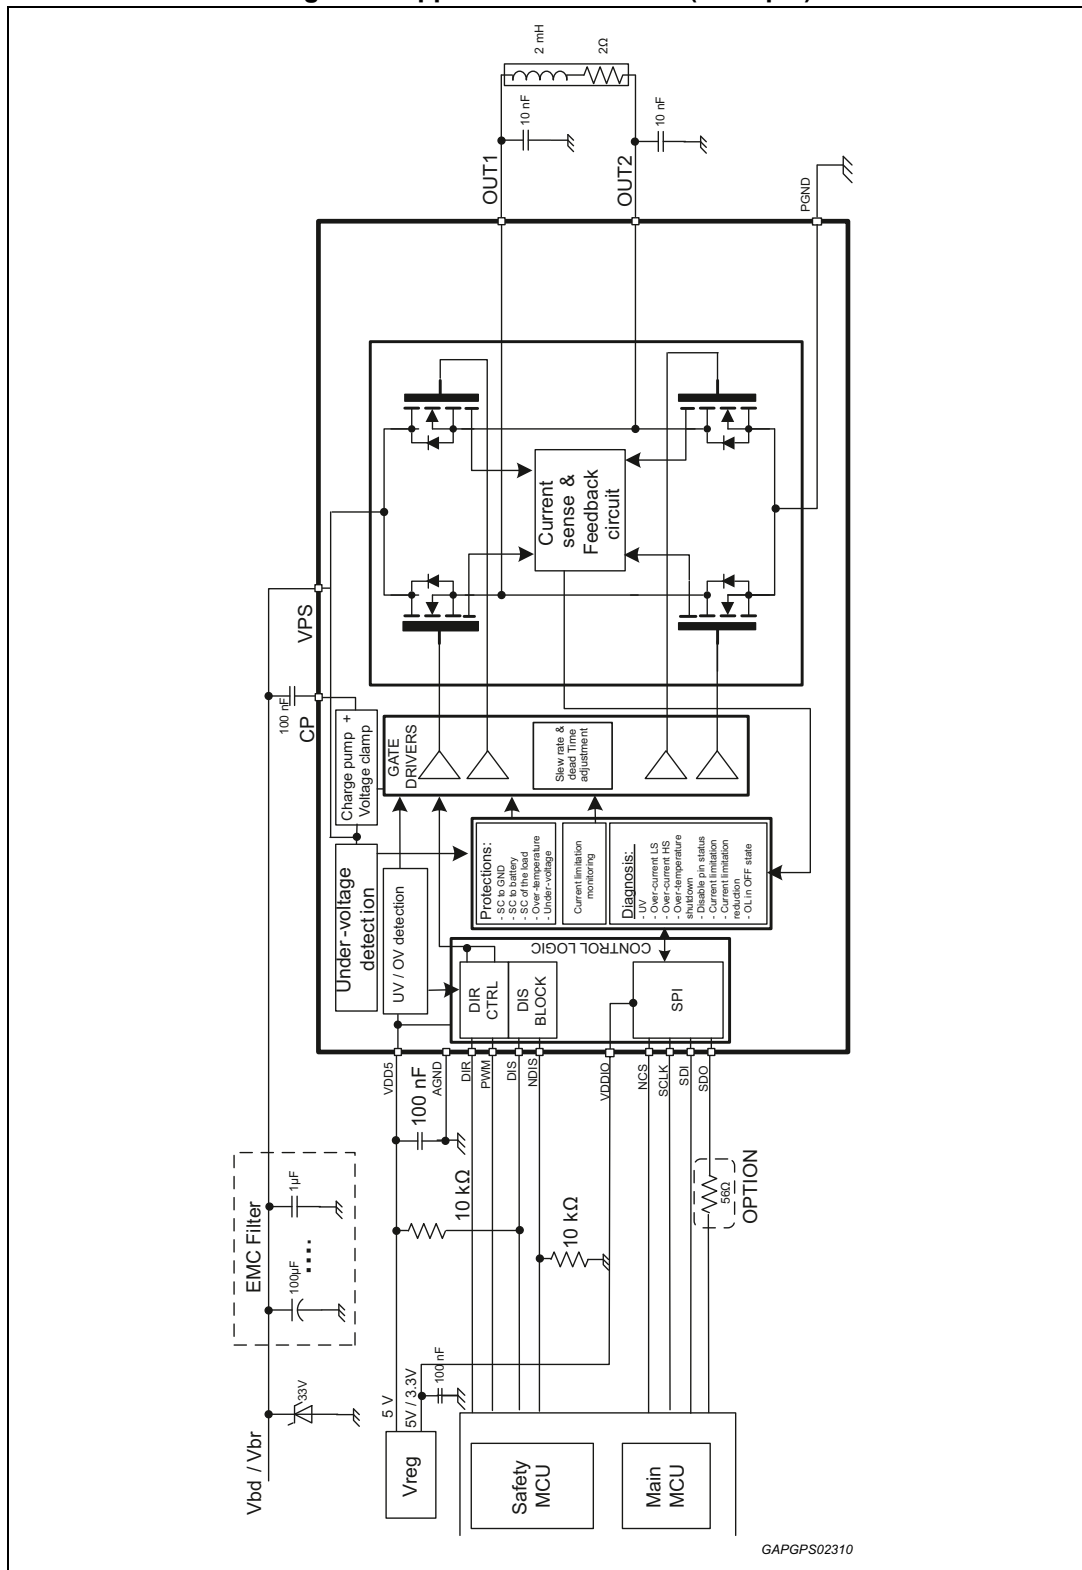 2 mH
2Ω
10 nF
10 nF
OUT1
OUT2
PGND
VPS
CP
100 nF
Current
sense &
Feedback
circuit
Charge pump +
Voltage clamp
GATE
DRIVERS
Slew rate &
dead Time
adjustment
Under-voltage
detection
UV / OV detection
Protections:
- SC to GND
- SC to battery
- SC of the load
- Over-temperature
- Under-voltage
Current limitation
monitoring
Diagnosis:
- UV
- Over-current LS
- Over-current HS
- Over-temperature
shutdown
- Disable pin status
- Current limitation
- Current limitation
reduction
- OL in OFF state
CONTROL LOGIC
DIR
CTRL
DIS
BLOCK
SPI
VDD5
AGND
DIR
PWM
DIS
NDIS
VDDIO
NCS
SCLK
SDI
SDO
100 nF
10 kΩ
10 kΩ
56Ω
OPTION
EMC Filter
100µF
1µF
33V
Vbd / Vbr
5 V
5V / 3.3V
100 nF
Vreg
Safety
MCU
Main
MCU
GAPGPS02310